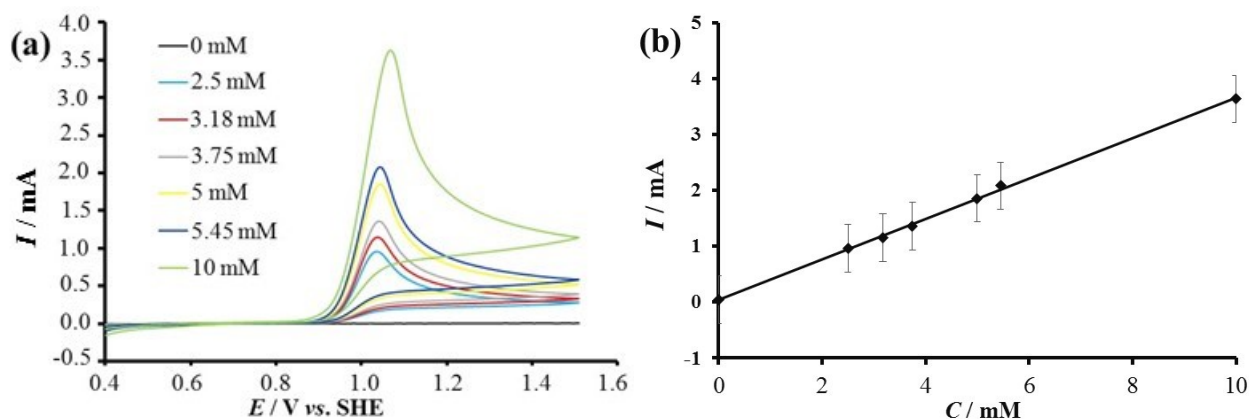 (a)
4.0
3.5
3.0
2.5
2.0
1.5
1.0
0.5
0.0
-0.5
I / mA
0 mM
2.5 mM
3.18 mM
3.75 mM
5 mM
5.45 mM
10 mM
0.4 0.6 0.8 1.0 1.2 1.4 1.6
E / V vs. SHE
(b)
5
4
3
2
1
0
-1
I / mA
0 2 4 6 8 10
C / mM